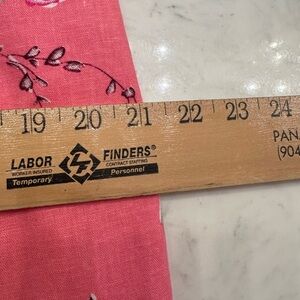 19 20 21 22 23 24
LABOR FINDERS®
WORKER INSURED CONTRACT STAFFING
Temporary Personnel
PAN
(904